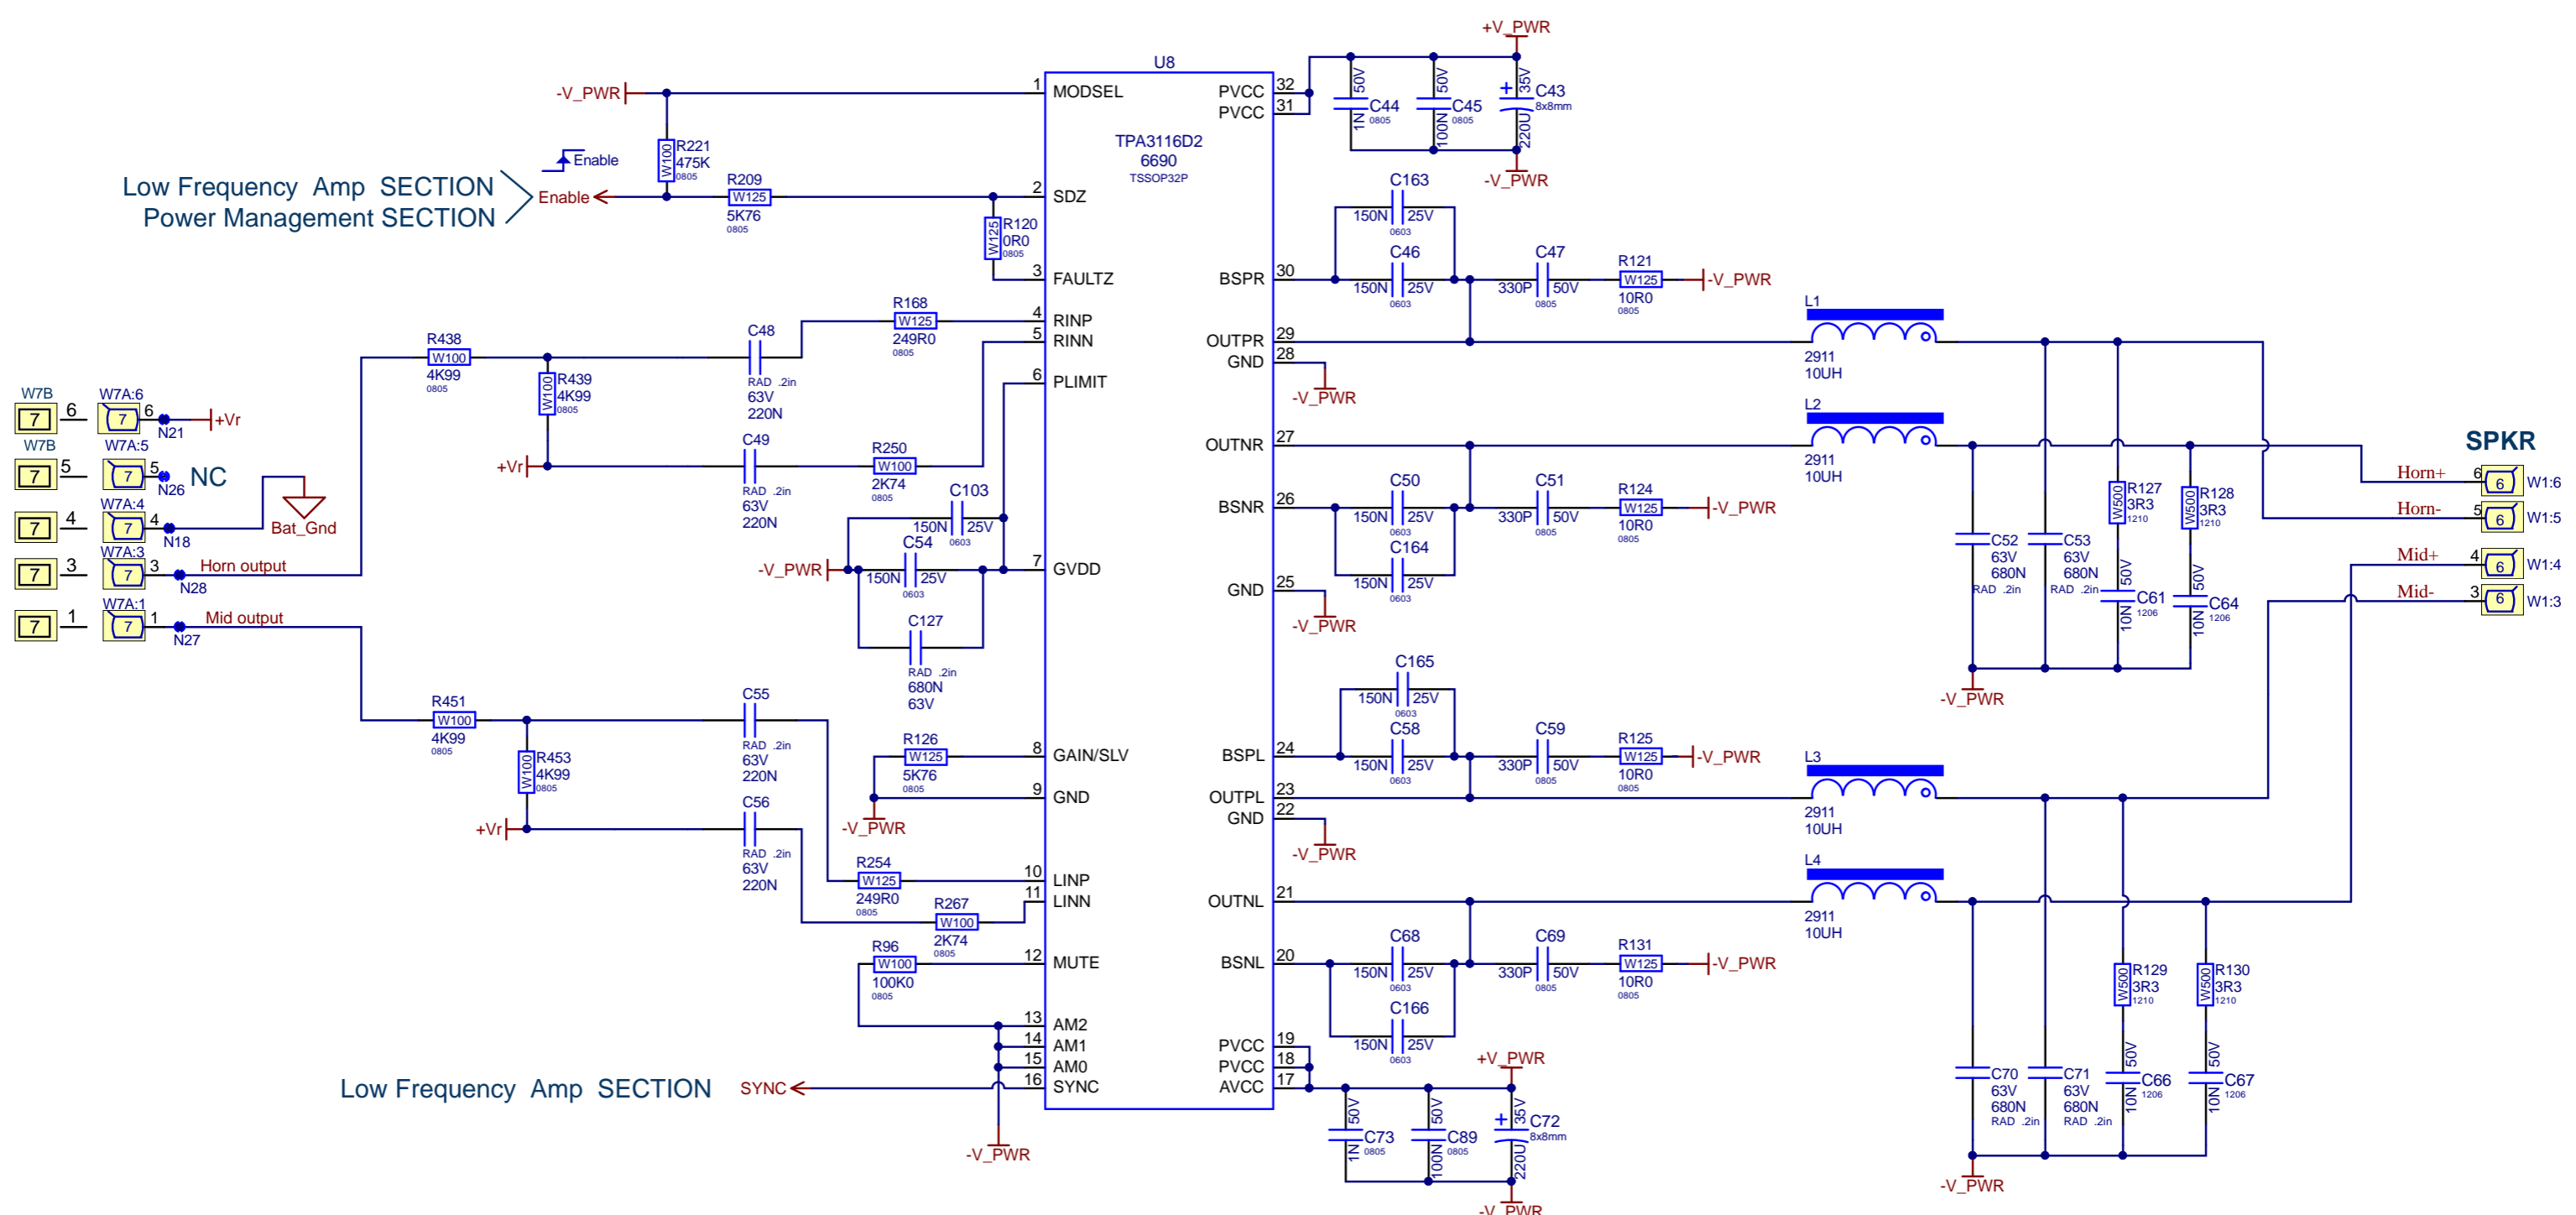 +V_PWR
U8
-V_PWR
1
MODSEL
PVCC
32
PVCC
31
50V
C44
0805
1N
50V
C45
0805
100N
35V
+
C43
8x8mm
220U
-V_PWR
TPA3116D2
6690
TSSOP32P
W100
R221
475K
0805
Enable
Low Frequency Amp SECTION
Power Management SECTION
Enable
R209
W125
5K76
0805
2
SDZ
W125
R120
0R0
0805
3
FAULTZ
C163
150N
25V
0603
BSPR
30
C46
150N
25V
0603
C47
330P
50V
0805
R121
W125
10R0
0805
-V_PWR
R168
W125
249R0
0805
4
RINP
5
RINN
6
PLIMIT
OUTPR
29
GND
28
-V_PWR
L1
2911
10UH
R438
W100
4K99
0805
W100
R439
4K99
0805
C48
RAD .2in
63V
220N
W7B
7
6
W7A:6
7
6
N21
+Vr
W7B
7
5
W7A:5
7
5
N26
NC
7
4
W7A:4
7
4
N18
Bat_Gnd
7
3
W7A:3
7
3
N28
Horn output
7
1
W7A:1
7
1
N27
Mid output
+Vr
C49
RAD .2in
63V
220N
R250
W100
2K74
0805
C103
150N
25V
0603
-V_PWR
C54
150N
25V
0603
7
GVDD
C127
RAD .2in
680N
63V
L2
2911
10UH
OUTNR
27
BSNR
26
C50
150N
25V
0603
C164
150N
25V
0603
C51
330P
50V
0805
R124
W125
10R0
0805
-V_PWR
GND
25
-V_PWR
C52
63V
680N
RAD .2in
C53
63V
680N
RAD .2in
W500
R127
3R3
1210
50V
C61
1206
10N
W500
R128
3R3
1210
50V
C64
1206
10N
-V_PWR
SPKR
Horn+
6
6
W1:6
Horn-
5
6
W1:5
Mid+
4
6
W1:4
Mid-
3
6
W1:3
R451
W100
4K99
0805
W100
R453
4K99
0805
+Vr
C55
RAD .2in
63V
220N
C56
RAD .2in
63V
220N
R126
W125
5K76
0805
8
GAIN/SLV
9
GND
-V_PWR
R254
W125
249R0
0805
10
LINP
11
LINN
R267
W100
2K74
0805
R96
W100
100K0
0805
12
MUTE
13
AM2
14
AM1
15
AM0
16
SYNC
Low Frequency Amp SECTION
SYNC
-V_PWR
C165
150N
25V
0603
BSPL
24
C58
150N
25V
0603
C59
330P
50V
0805
R125
W125
10R0
0805
-V_PWR
OUTPL
23
GND
22
-V_PWR
L3
2911
10UH
L4
2911
10UH
OUTNL
21
BSNL
20
C68
150N
25V
0603
C166
150N
25V
0603
C69
330P
50V
0805
R131
W125
10R0
0805
-V_PWR
PVCC
19
PVCC
18
AVCC
17
+V_PWR
50V
C73
0805
1N
50V
C89
0805
100N
35V
+
C72
8x8mm
220U
-V_PWR
C70
63V
680N
RAD .2in
C71
63V
680N
RAD .2in
W500
R129
3R3
1210
50V
C66
1206
10N
W500
R130
3R3
1210
50V
C67
1206
10N
-V_PWR